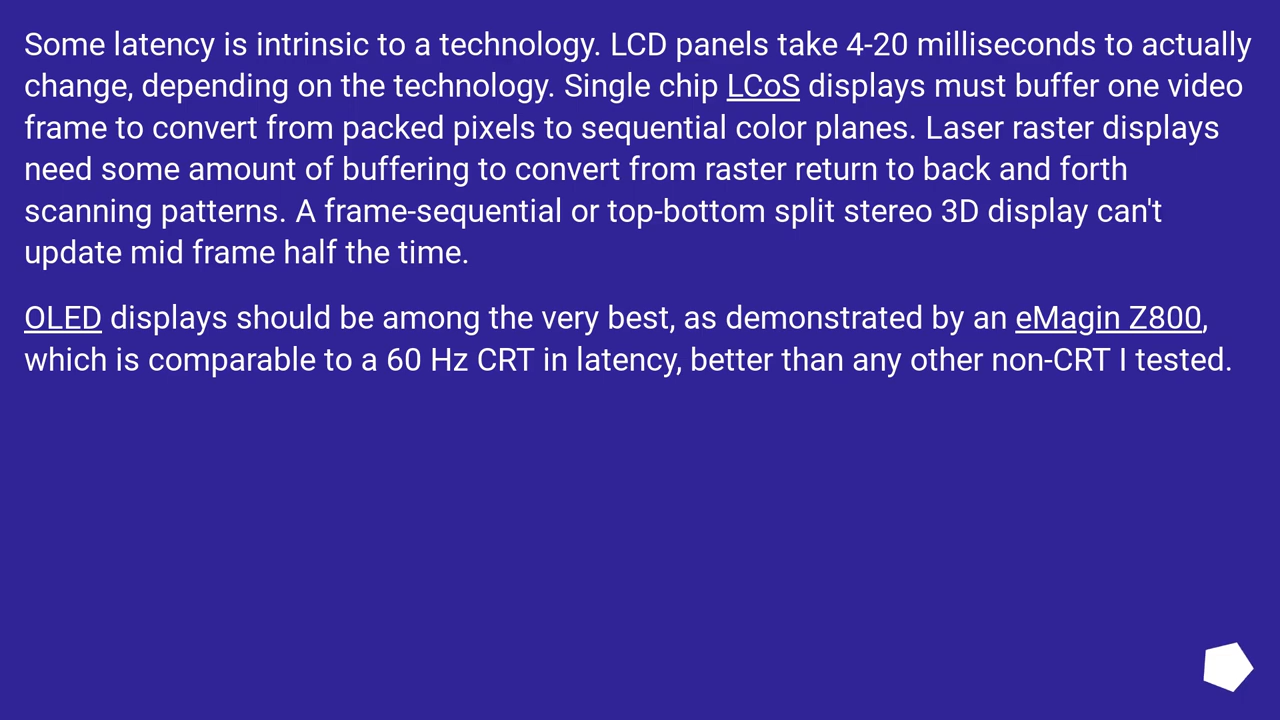 Some latency is intrinsic to a technology. LCD panels take 4-20 milliseconds to actually
change, depending on the technology. Single chip LCoS displays must buffer one video
frame to convert from packed pixels to sequential color planes. Laser raster displays
need some amount of buffering to convert from raster return to back and forth
scanning patterns. A frame-sequential or top-bottom split stereo 3D display can't
update mid frame half the time.
OLED displays should be among the very best, as demonstrated by an eMagin Z800,
which is comparable to a 60 Hz CRT in latency, better than any other non-CRT I tested.